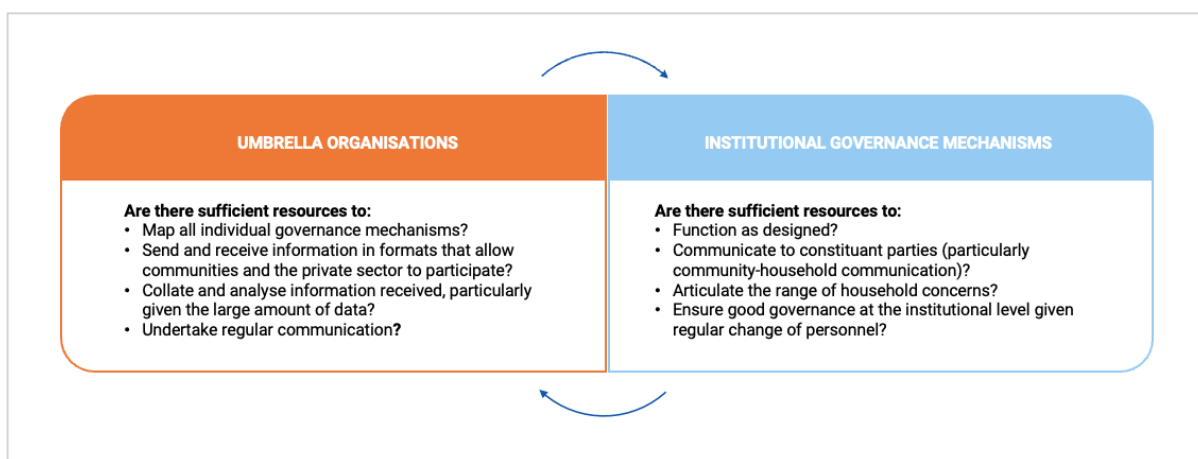 UMBRELLA ORGANISATIONS
Are there sufficient resources to:
• Map all individual governance mechanisms?
• Send and receive information in formats that allow
communities and the private sector to participate?
• Collate and analyse information received, particularly
given the large amount of data?
• Undertake regular communication?
INSTITUTIONAL GOVERNANCE MECHANISMS
Are there sufficient resources to:
• Function as designed?
• Communicate to constituant parties (particularly
community-household communication)?
• Articulate the range of household concerns?
• Ensure good governance at the institutional level given
regular change of personnel?